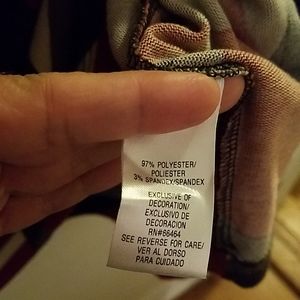 97% POLYESTER/
POLIESTER
3% SPANDEX/SPANDEX
EXCLUSIVE OF
DECORATION/
EXCLUSIVO DE
DECORACION
RN#66464
SEE REVERSE FOR CARE/
VER AL DORSO
PARA CUIDADO